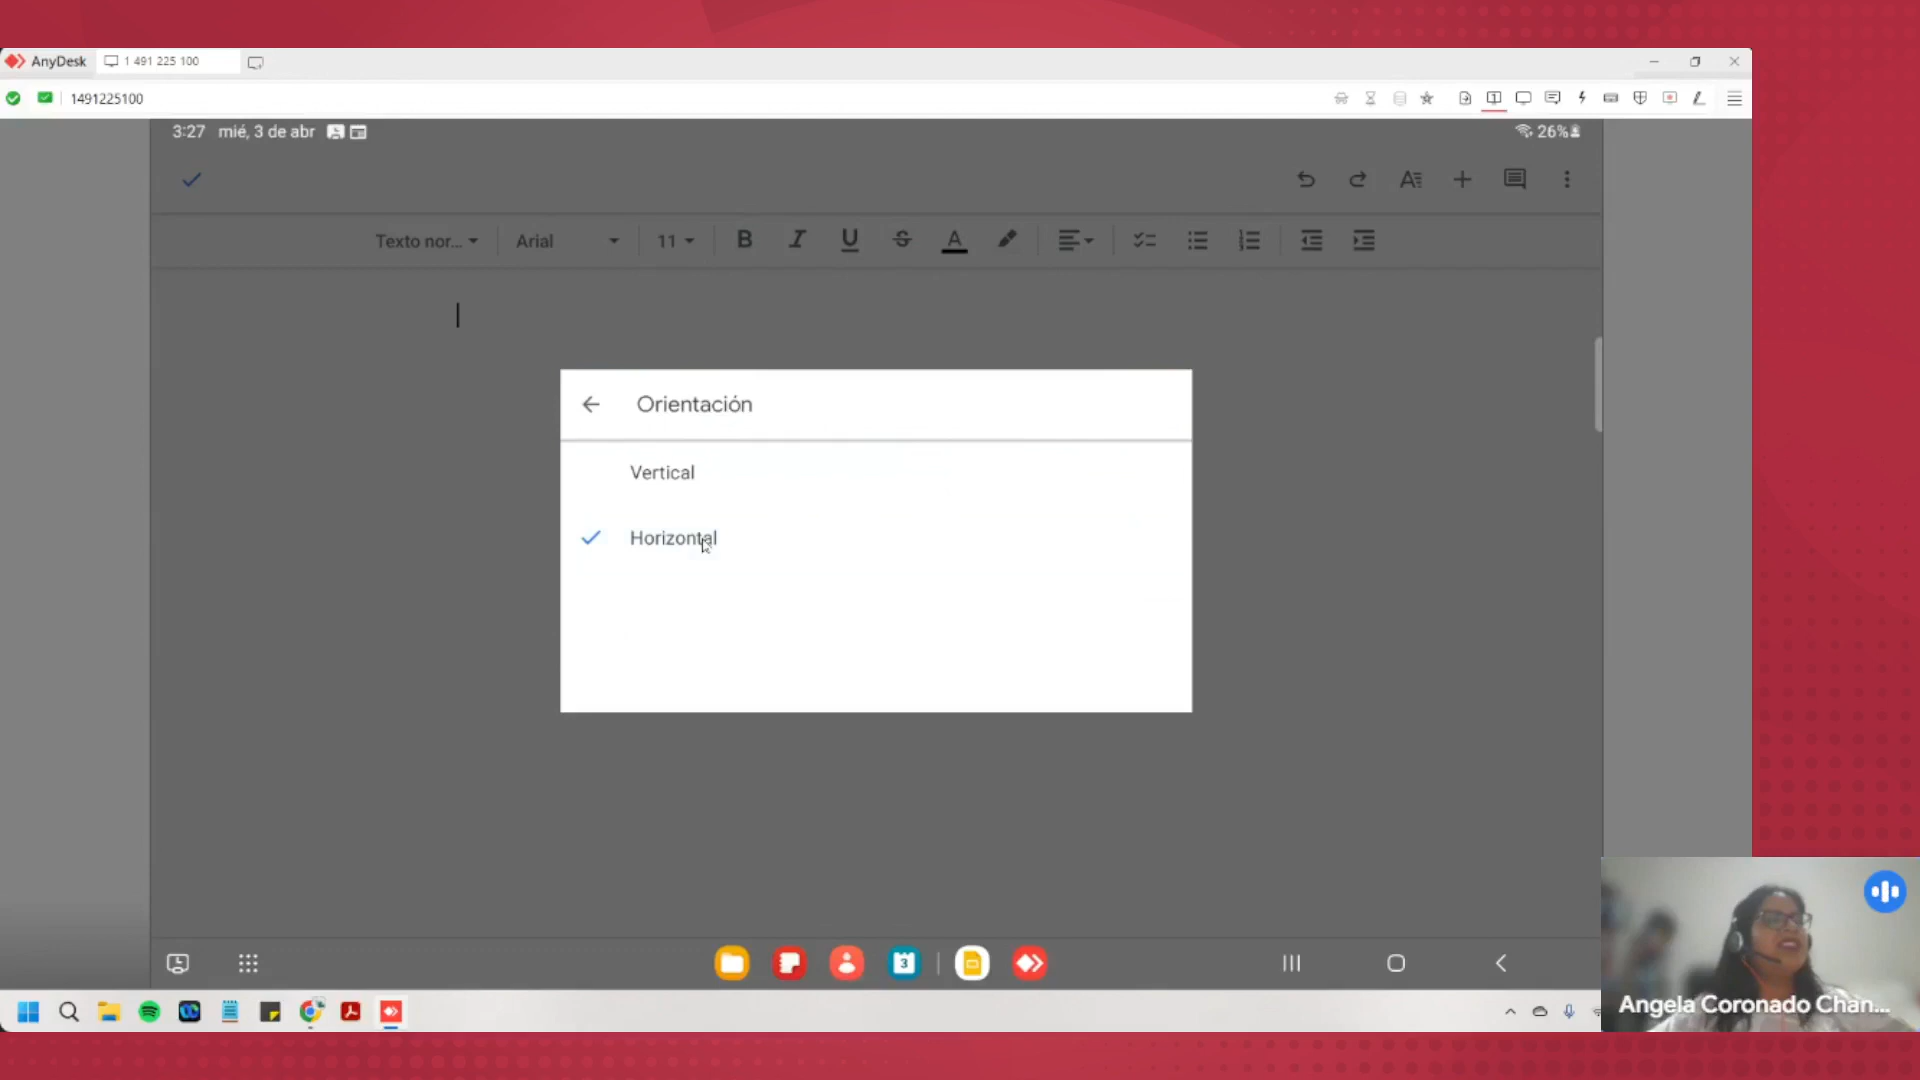 AnyDesk
1 491 225 100
1491225100
3:27 mié, 3 de abr
26%
Texto nor...
Arial
11
B I U S A
Orientación
Vertical
Horizontal
3
Angela Coronado Chan...